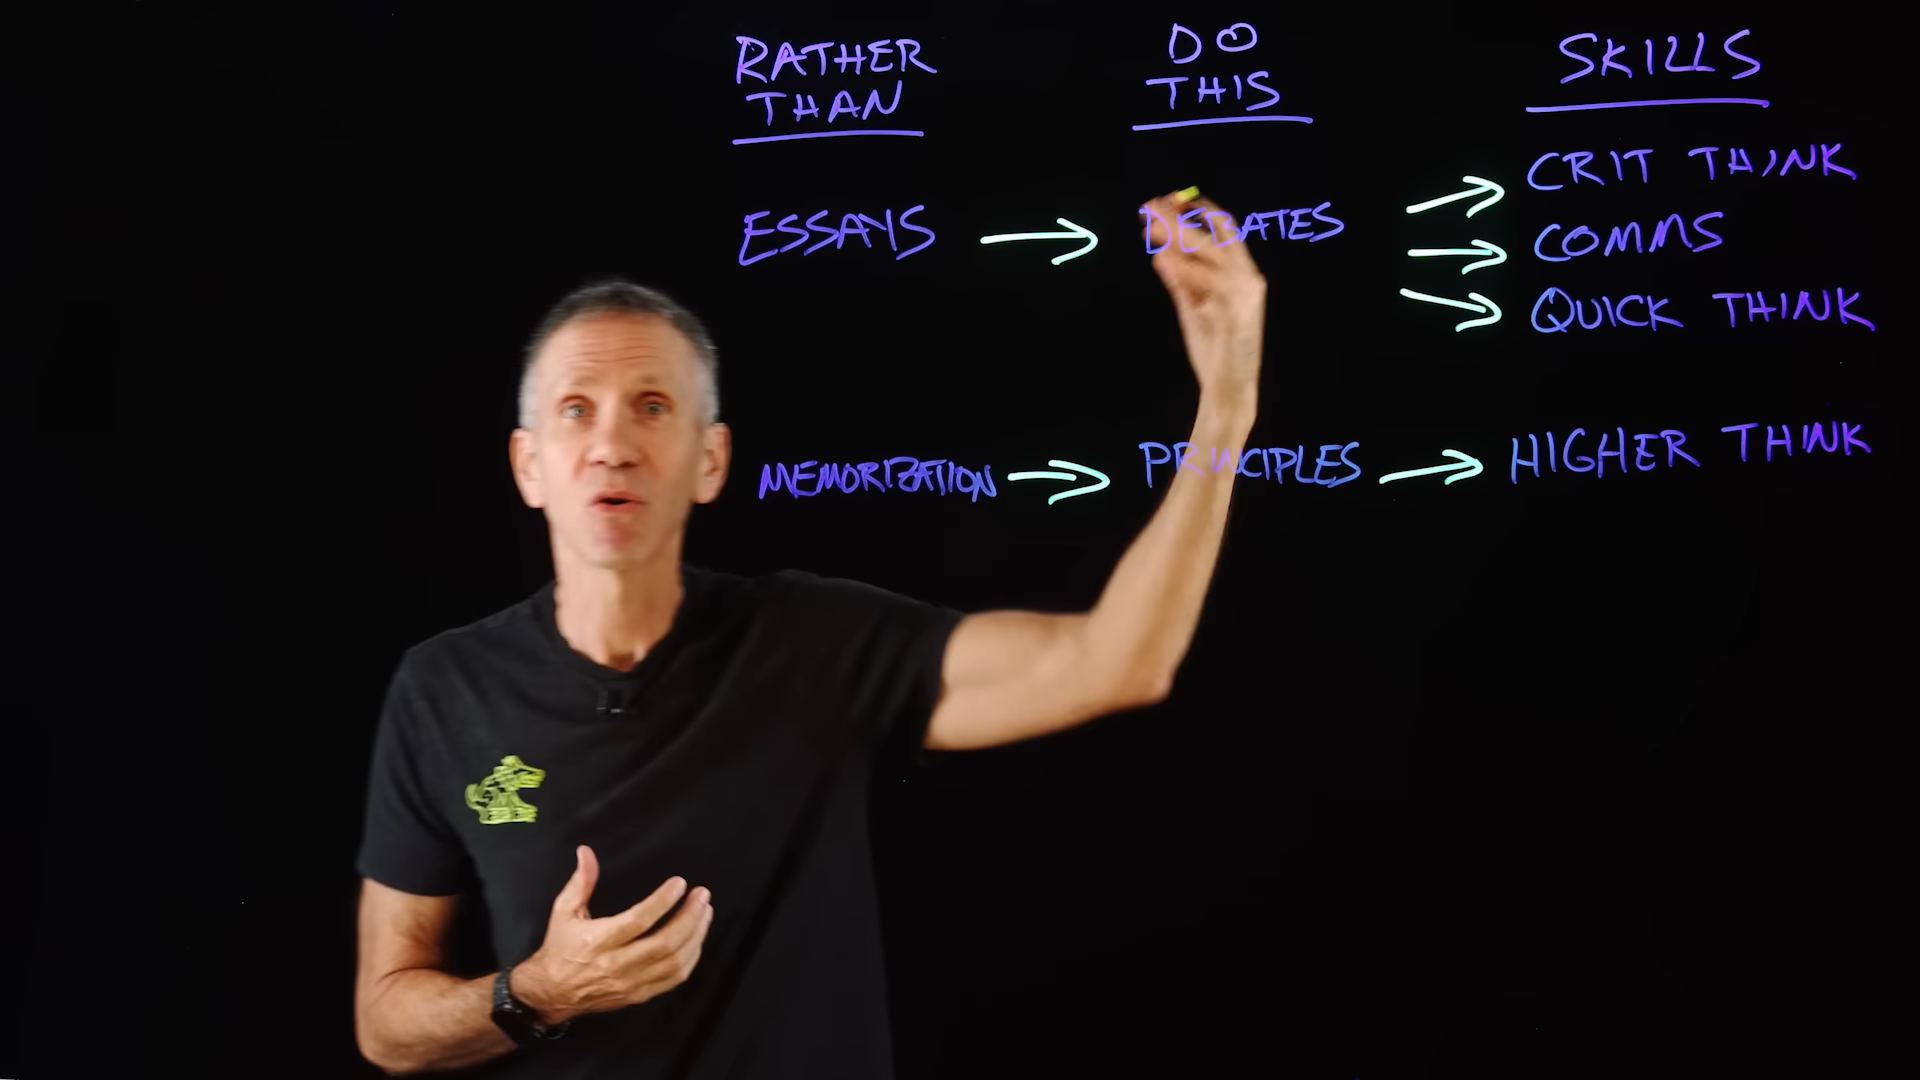 RATHER
THAN
DO
THIS
SKILLS
ESSAYS → DEBATES → CRIT THINK
→ COMMS
→ QUICK THINK
MEMORIZATION → PRINCIPLES → HIGHER THINK